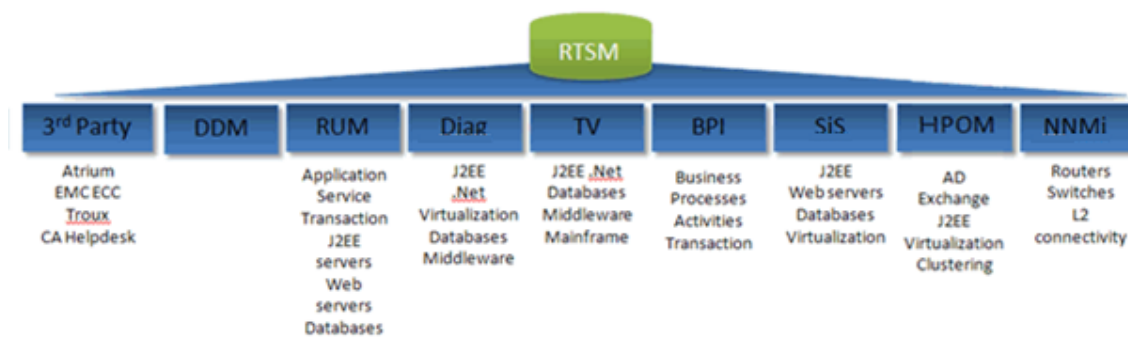 RTSM
3rd Party
DDM
RUM
Diag
TV
BPI
SiS
HPOM
NNMi
Atrium
EMC ECC
Troux
CA Helpdesk
Application
Service
Transaction
J2EE
servers
Web
servers
Databases
J2EE
.Net
Virtualization
Databases
Middleware
J2EE .Net
Databases
Middleware
Mainframe
Business
Processes
Activities
Transaction
J2EE
Web servers
Databases
Virtualization
AD
Exchange
J2EE
Virtualization
Clustering
Routers
Switches
L2
connectivity